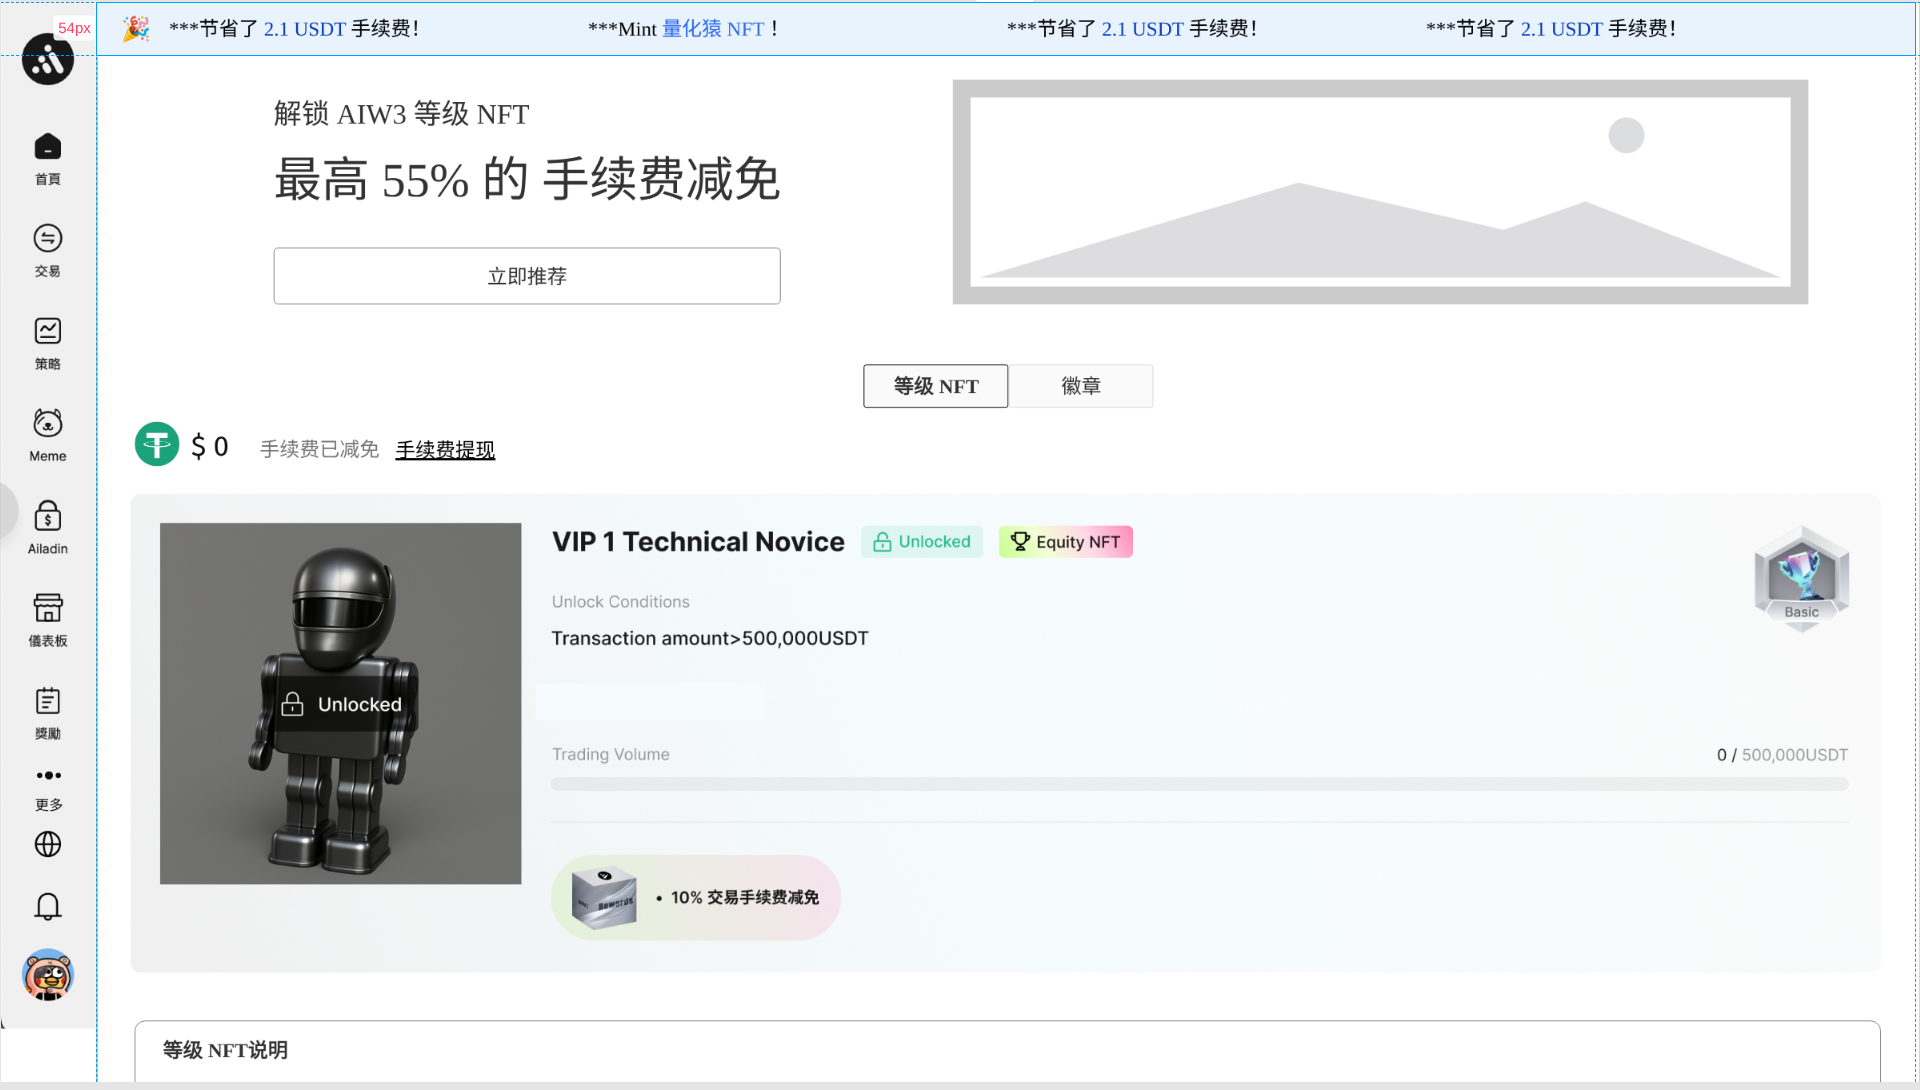 54px
🎉 ***节省了 2.1 USDT 手续费！
***Mint 量化猿 NFT！
***节省了 2.1 USDT 手续费！
***节省了 2.1 USDT 手续费！
首頁
交易
策略
Meme
Ailadin
儀表板
獎勵
更多
解锁 AIW3 等级 NFT
最高 55% 的 手续费减免
立即推荐
等级 NFT
徽章
$ 0
手续费已减免
手续费提现
Unlocked
VIP 1 Technical Novice
Unlocked
Equity NFT
Basic
Unlock Conditions
Transaction amount>500,000USDT
Trading Volume
0 / 500,000USDT
Rewards
• 10% 交易手续费减免
等级 NFT说明